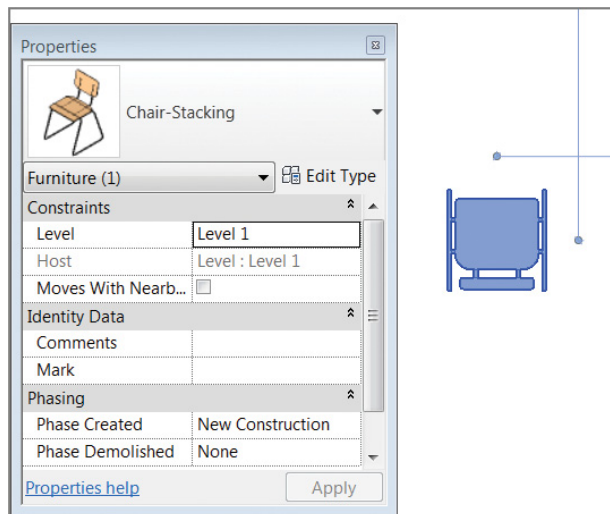 Properties
Chair-Stacking
Furniture (1) Edit Type
Constraints
Level Level 1
Host Level : Level 1
Moves With Nearb...
Identity Data
Comments
Mark
Phasing
Phase Created New Construction
Phase Demolished None
Properties help Apply